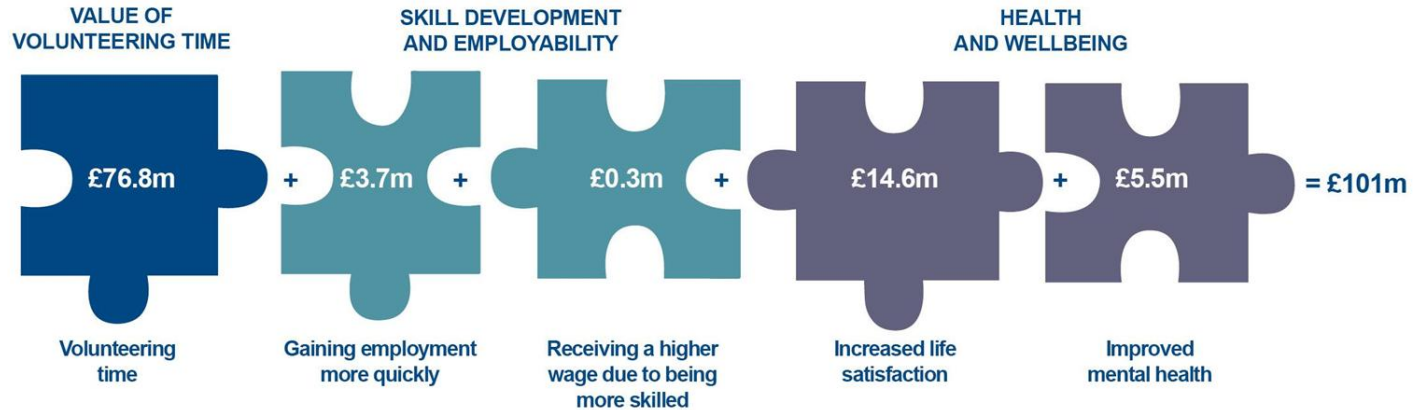 VALUE OF
VOLUNTEERING TIME
SKILL DEVELOPMENT
AND EMPLOYABILITY
HEALTH
AND WELLBEING
£76.8m + £3.7m + £0.3m + £14.6m + £5.5m = £101m
Volunteering
time
Gaining employment
more quickly
Receiving a higher
wage due to being
more skilled
Increased life
satisfaction
Improved
mental health